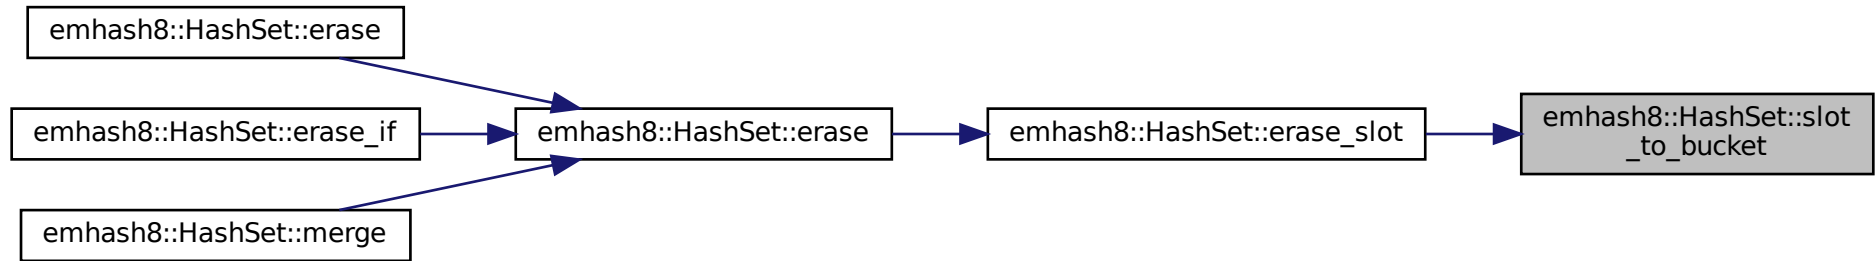 emhash8::HashSet::erase
emhash8::HashSet::erase_if
emhash8::HashSet::merge
emhash8::HashSet::erase
emhash8::HashSet::erase_slot
emhash8::HashSet::slot
_to_bucket